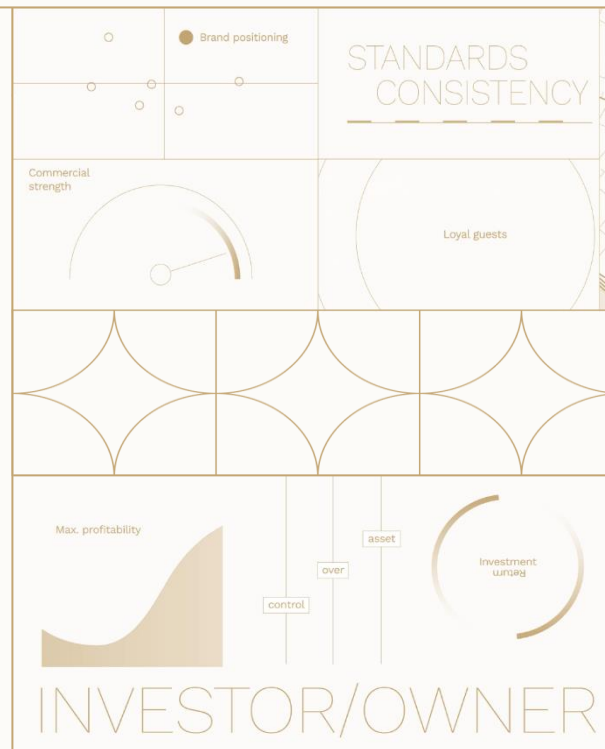 Brand positioning
STANDARDS
CONSISTENCY
Commercial
strength
Loyal guests
Max. profitability
asset
over
control
Investment
Return
INVESTOR/OWNER